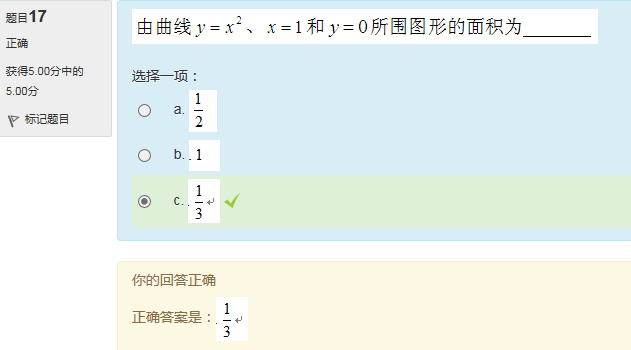 题目17
正确
获得5.00分中的
5.00分
标记题目
由曲线 y = x²、x = 1 和 y = 0 所围图形的面积为________
选择一项：
a. 1/2
b. 1
c. 1/3
你的回答正确
正确答案是：1/3